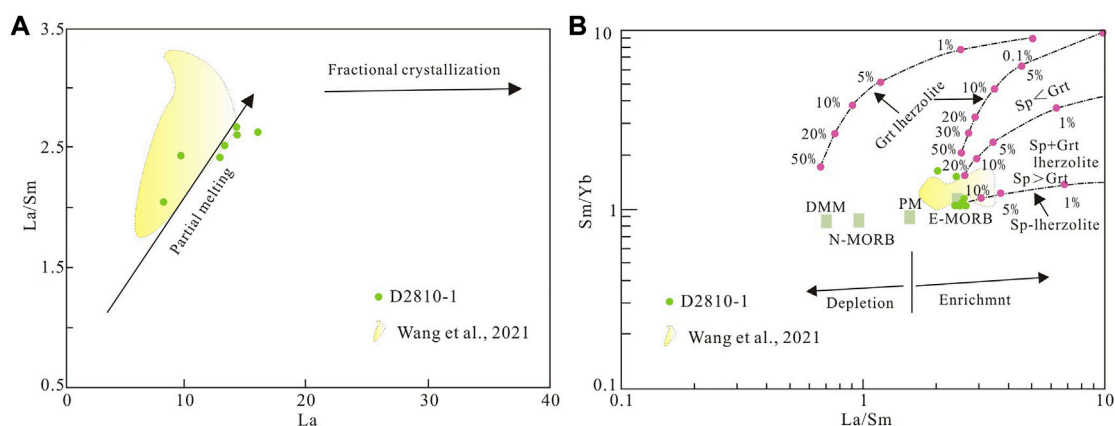 A
3.5
2.5
1.5
0.5
La/Sm
0
10
20
30
40
La
Fractional crystallization
Partial melting
D2810-1
Wang et al., 2021
B
10
1
0.1
Sm/Yb
0.1
1
10
La/Sm
1%
5%
10%
20%
50%
Grt lherzolite
0.1%
5%
10%
20%
30%
50%
Sp<Grt
1%
5%
10%
20%
Sp+Grt
lherzolite
Sp>Grt
10%
5%
1%
Sp-lherzolite
DMM
N-MORB
PM
E-MORB
Depletion
Enrichmnt
D2810-1
Wang et al., 2021